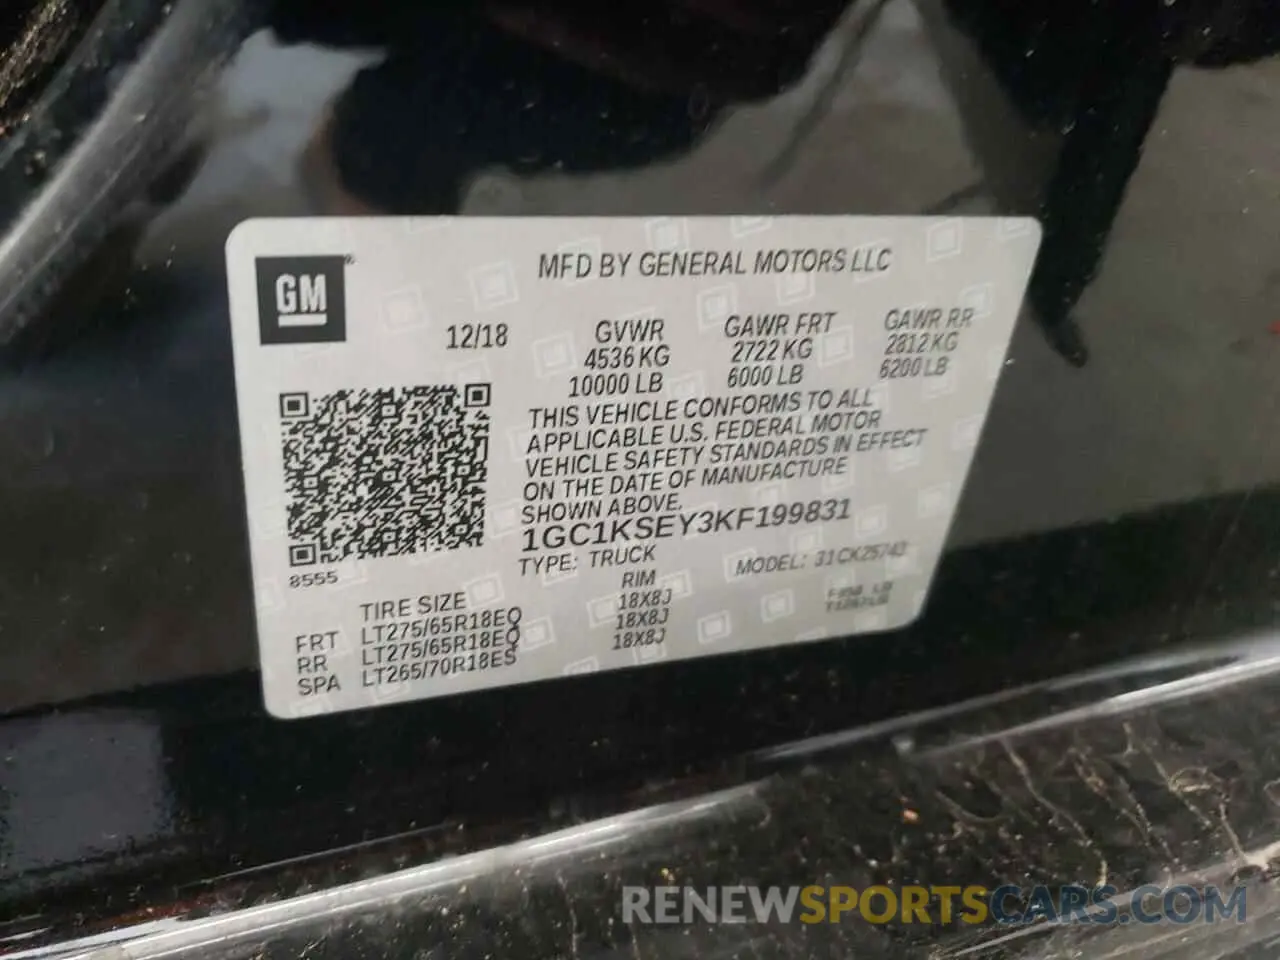 GM
MFD BY GENERAL MOTORS LLC
12/18 GVWR GAWR FRT GAWR RR
4536 KG 2722 KG 2812 KG
10000 LB 6000 LB 6200 LB
THIS VEHICLE CONFORMS TO ALL
APPLICABLE U.S. FEDERAL MOTOR
VEHICLE SAFETY STANDARDS IN EFFECT
ON THE DATE OF MANUFACTURE
SHOWN ABOVE.
1GC1KSEY3KF199831
TYPE: TRUCK MODEL: 31CK25743
8555
TIRE SIZE RIM
FRT LT275/65R18EQ 18X8J
RR LT275/65R18EQ 18X8J
SPA LT265/70R18ES 18X8J
RENEWSPORTSCARS.COM